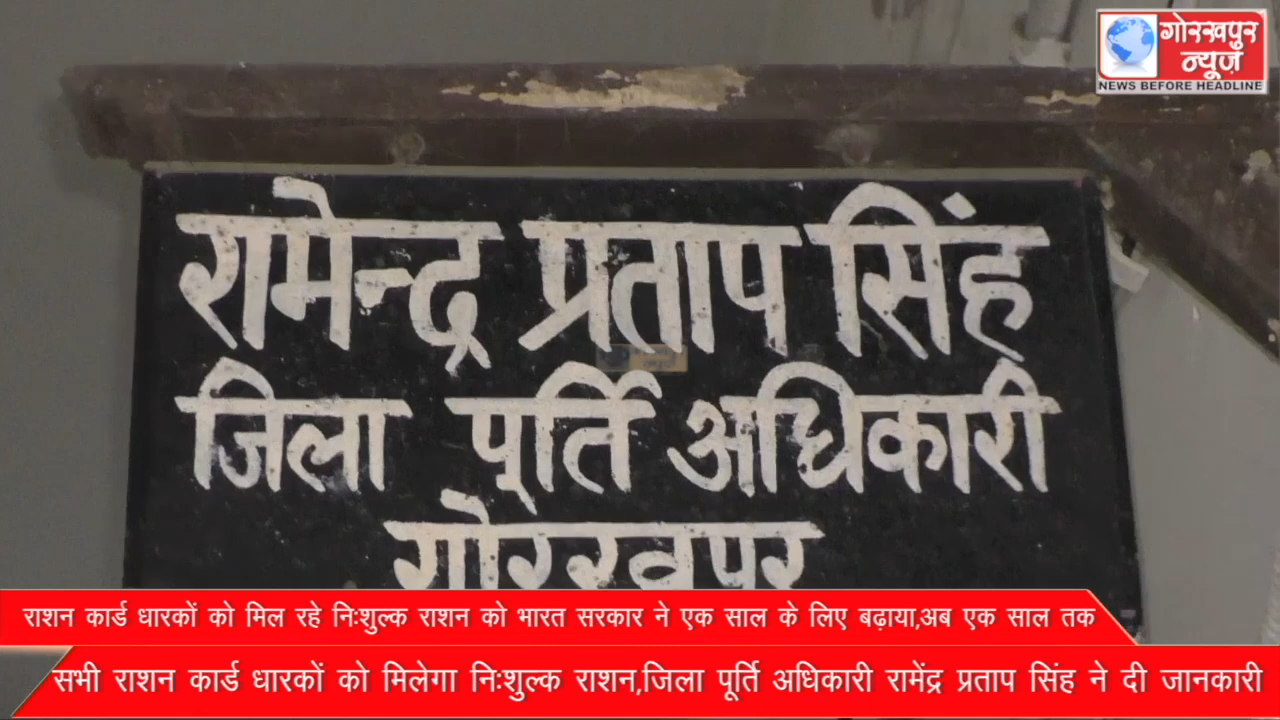 गोरखपुर
न्यूज़
NEWS BEFORE HEADLINE
रामेन्द्र प्रताप सिंह
जिला पूर्ति अधिकारी
गोरखपुर
राशन कार्ड धारकों को मिल रहे निःशुल्क राशन को भारत सरकार ने एक साल के लिए बढ़ाया,अब एक साल तक
सभी राशन कार्ड धारकों को मिलेगा निःशुल्क राशन,जिला पूर्ति अधिकारी रामेंद्र प्रताप सिंह ने दी जानकारी